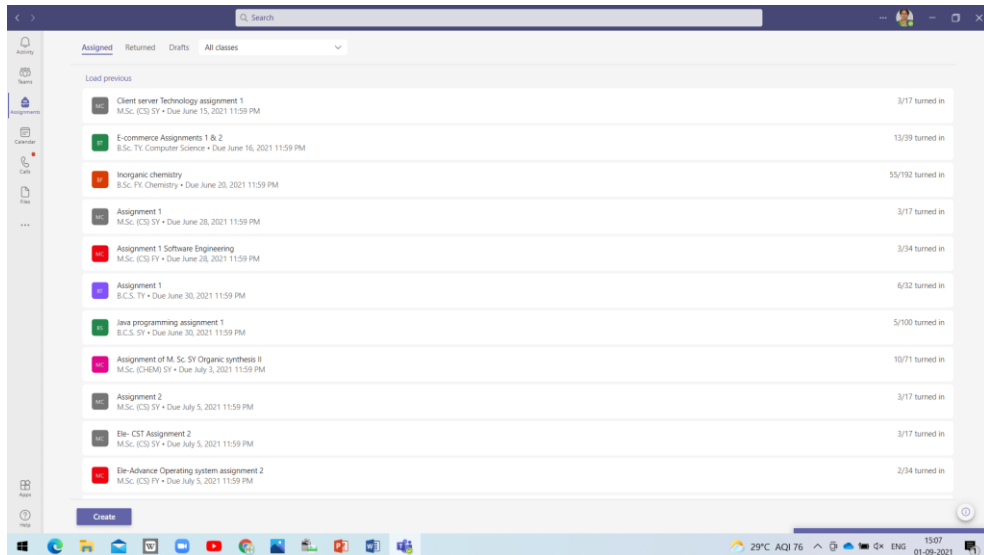 Search
Activity
Teams
Assignments
Calendar
Calls
Files
Apps
Help
Assigned Returned Drafts All classes
Load previous
MC Client server Technology assignment 1 3/17 turned in
M.Sc. (CS) SY • Due June 15, 2021 11:59 PM
BT E-commerce Assignments 1 & 2 13/39 turned in
B.Sc. TY. Computer Science • Due June 16, 2021 11:59 PM
BF Inorganic chemistry 55/192 turned in
B.Sc. FY. Chemistry • Due June 20, 2021 11:59 PM
MC Assignment 1 3/17 turned in
M.Sc. (CS) SY • Due June 28, 2021 11:59 PM
MC Assignment 1 Software Engineering 3/34 turned in
M.Sc. (CS) FY • Due June 28, 2021 11:59 PM
BT Assignment 1 6/32 turned in
B.C.S. TY • Due June 30, 2021 11:59 PM
BS Java programming assignment 1 5/100 turned in
B.C.S. SY • Due June 30, 2021 11:59 PM
MC Assignment of M. Sc. SY Organic synthesis II 10/71 turned in
M.Sc. (CHEM) SY • Due July 3, 2021 11:59 PM
MC Assignment 2 3/17 turned in
M.Sc. (CS) SY • Due July 5, 2021 11:59 PM
MC Ele- CST Assignment 2 3/17 turned in
M.Sc. (CS) SY • Due July 5, 2021 11:59 PM
MC Ele-Advance Operating system assignment 2 2/34 turned in
M.Sc. (CS) FY • Due July 5, 2021 11:59 PM
Create
29°C AQI 76 ENG 15:07
01-09-2021